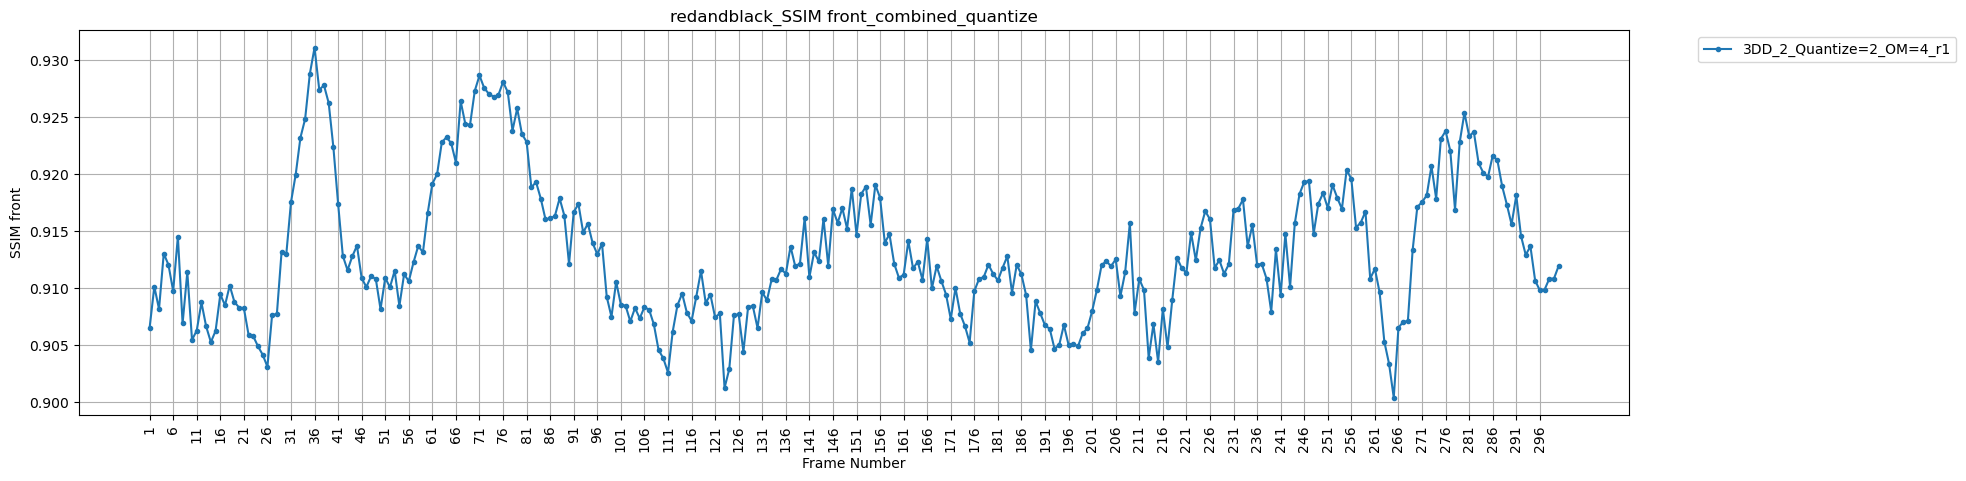 redandblack_SSIM front_combined_quantize
3DD_2_Quantize=2_OM=4_r1
SSIM front
0.930
0.925
0.920
0.915
0.910
0.905
0.900
1 6 11 16 21 26 31 36 41 46 51 56 61 66 71 76 81 86 91 96 101 106 111 116 121 126 131 136 141 146 151 156 161 166 171 176 181 186 191 196 201 206 211 216 221 226 231 236 241 246 251 256 261 266 271 276 281 286 291 296
Frame Number